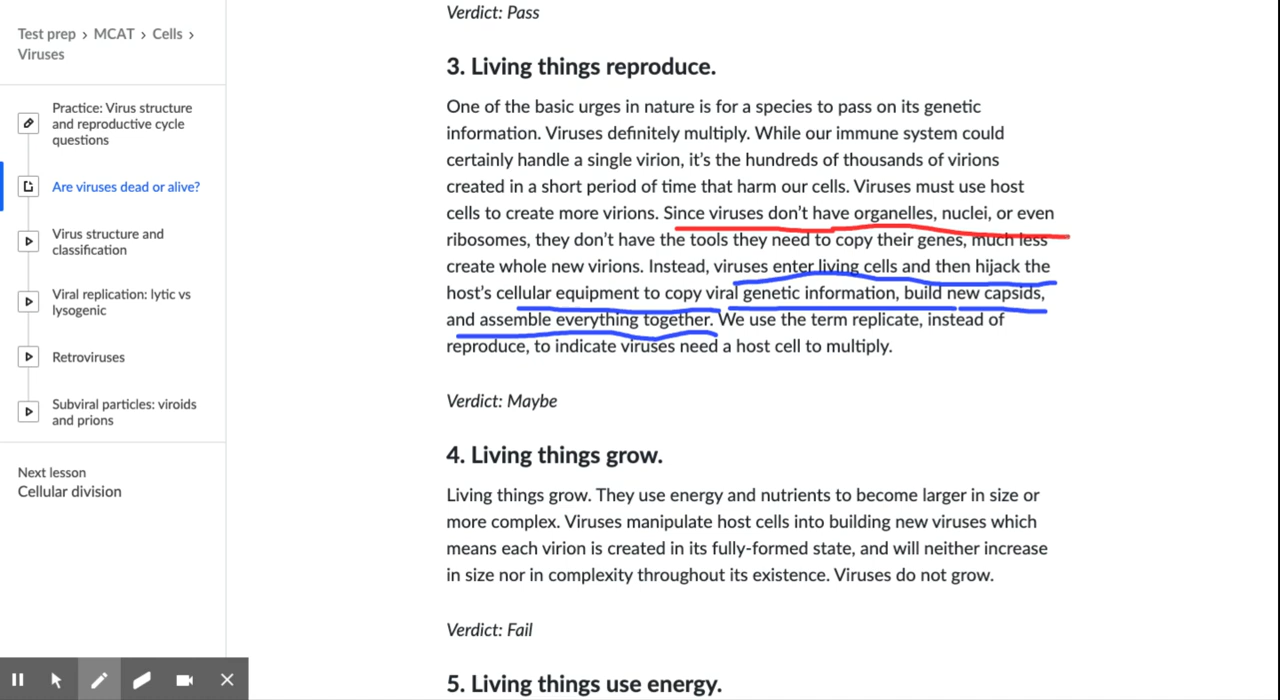 Test prep › MCAT › Cells ›
Viruses
Practice: Virus structure
and reproductive cycle
questions
Are viruses dead or alive?
Virus structure and
classification
Viral replication: lytic vs
lysogenic
Retroviruses
Subviral particles: viroids
and prions
Next lesson
Cellular division
Verdict: Pass
3. Living things reproduce.
One of the basic urges in nature is for a species to pass on its genetic
information. Viruses definitely multiply. While our immune system could
certainly handle a single virion, it’s the hundreds of thousands of virions
created in a short period of time that harm our cells. Viruses must use host
cells to create more virions. Since viruses don’t have organelles, nuclei, or even
ribosomes, they don’t have the tools they need to copy their genes, much less
create whole new virions. Instead, viruses enter living cells and then hijack the
host’s cellular equipment to copy viral genetic information, build new capsids,
and assemble everything together. We use the term replicate, instead of
reproduce, to indicate viruses need a host cell to multiply.
Verdict: Maybe
4. Living things grow.
Living things grow. They use energy and nutrients to become larger in size or
more complex. Viruses manipulate host cells into building new viruses which
means each virion is created in its fully-formed state, and will neither increase
in size nor in complexity throughout its existence. Viruses do not grow.
Verdict: Fail
5. Living things use energy.